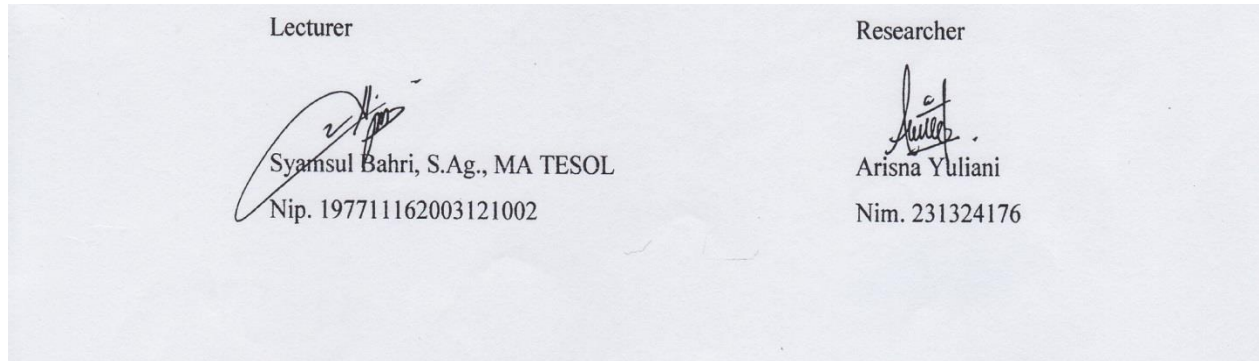 Lecturer
Syamsul Bahri, S.Ag., MA TESOL
Nip. 197711162003121002
Researcher
Arisna Yuliani
Nim. 231324176